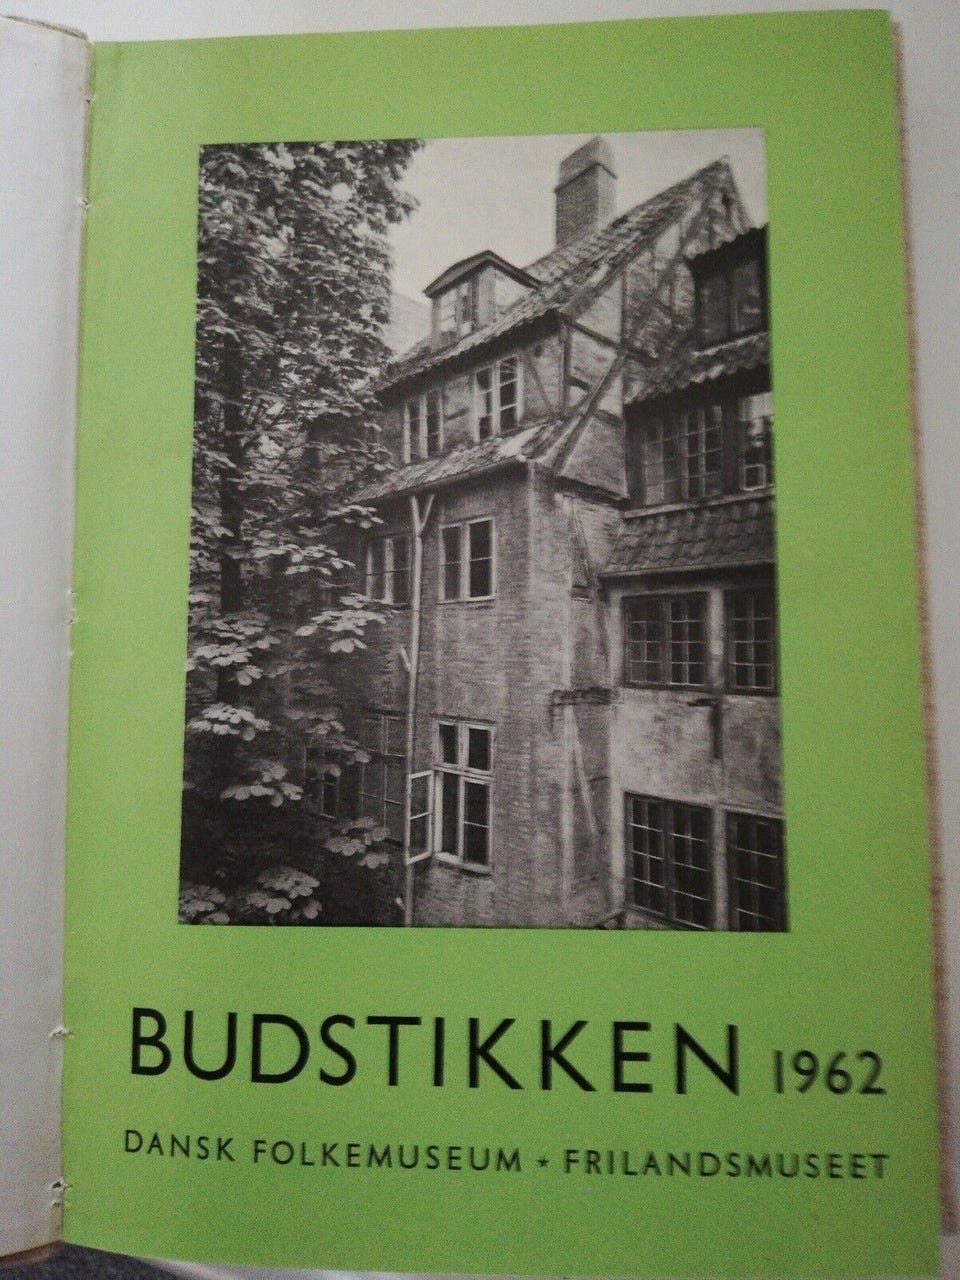 BUDSTIKKEN 1962
DANSK FOLKEMUSEUM ★ FRILANDSMUSEET